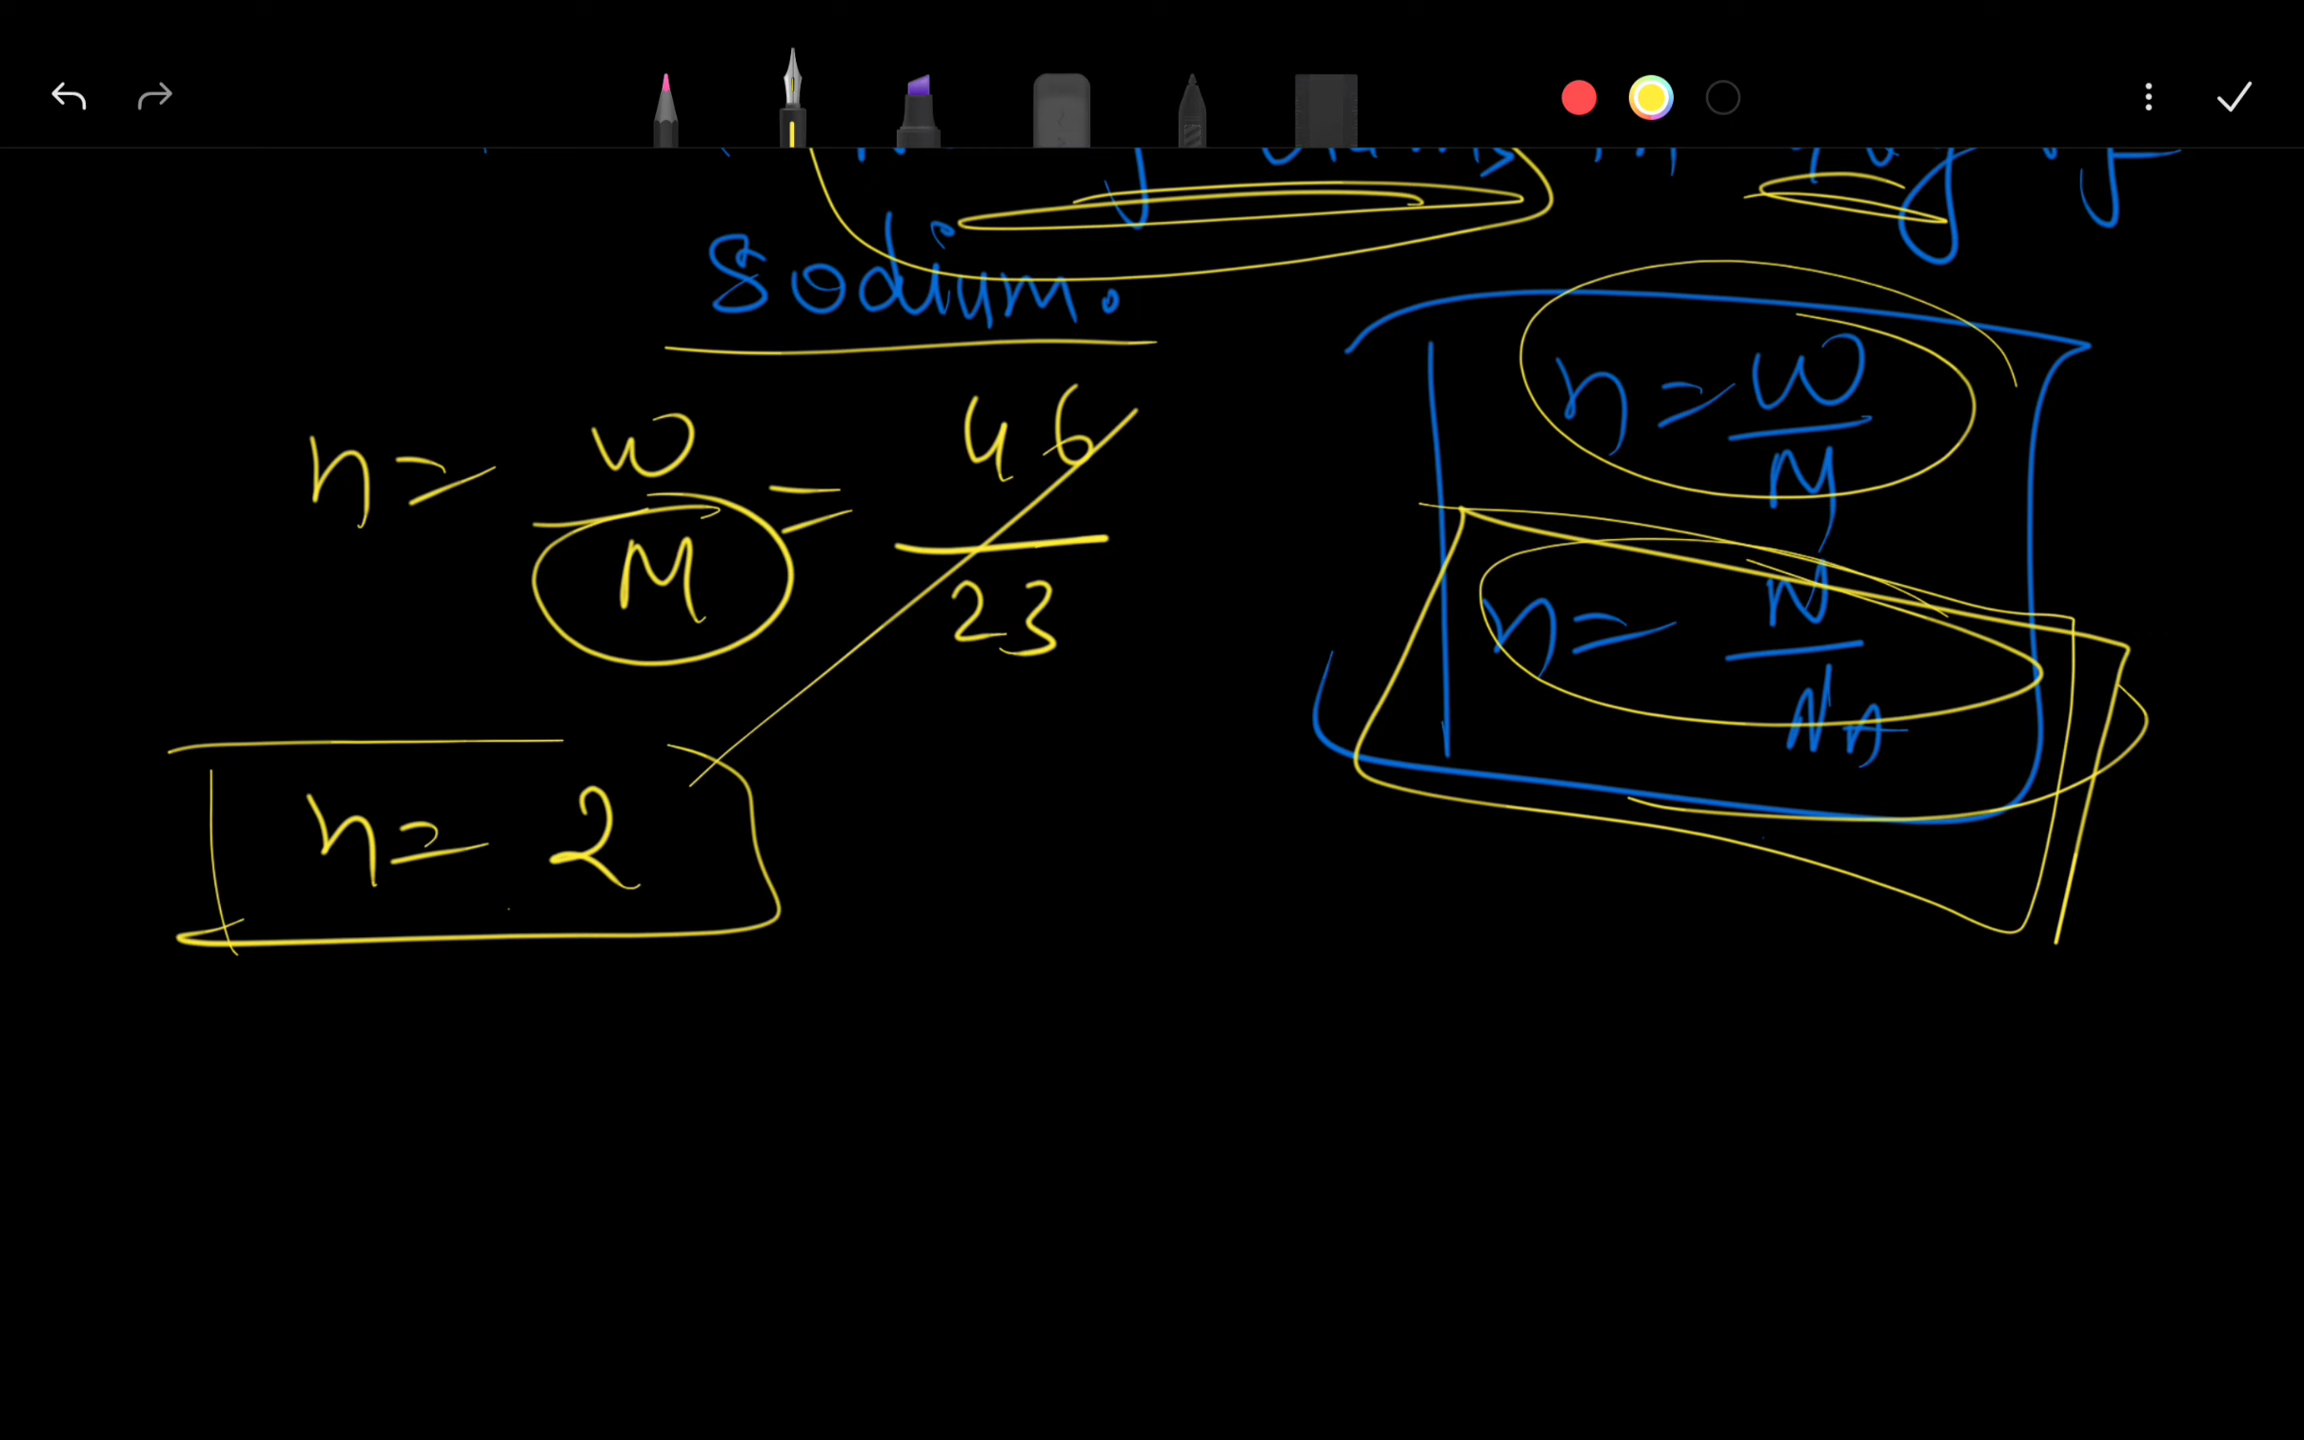 sodium.
n = w/M = 46/23
n = 2
n = w/M
n = N/NA